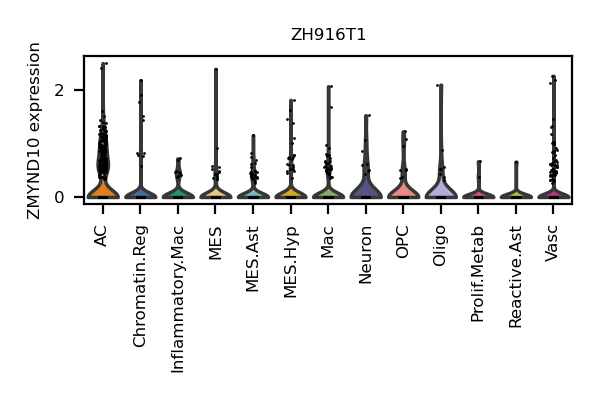 ZH916T1
ZMYND10 expression
2
0
AC
Chromatin.Reg
Inflammatory.Mac
MES
MES.Ast
MES.Hyp
Mac
Neuron
OPC
Oligo
Prolif.Metab
Reactive.Ast
Vasc